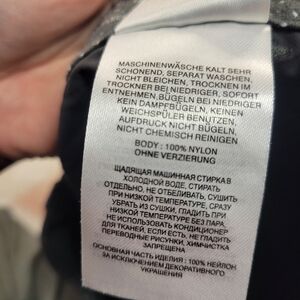 MASCHINENWÄSCHE KALT SEHR
SCHONEND, SEPARAT WASCHEN,
NICHT BLEICHEN, TROCKNEN IM
TROCKNER BEI NIEDRIGER, SOFORT
ENTNEHMEN, BÜGELN BEI NIEDRIGER
KEIN DAMPFBÜGELN, KEINEN
WEICHSPÜLER BENUTZEN,
AUFDRUCK NICHT BÜGELN,
NICHT CHEMISCH REINIGEN
BODY : 100% NYLON
OHNE VERZIERUNG
ЩАДЯЩАЯ МАШИННАЯ СТИРКА В
ХОЛОДНОЙ ВОДЕ, СТИРАТЬ
ОТДЕЛЬНО, НЕ ОТБЕЛИВАТЬ, СУШИТЬ
ПРИ НИЗКОЙ ТЕМПЕРАТУРЕ, СРАЗУ
УБРАТЬ ИЗ СУШКИ, ГЛАДИТЬ ПРИ
НИЗКОЙ ТЕМПЕРАТУРЕ БЕЗ ПАРА,
НЕ ИСПОЛЬЗОВАТЬ КОНДИЦИОНЕР
ДЛЯ ТКАНЕЙ, ЕСЛИ ЕСТЬ, НЕ ГЛАДИТЬ
ПЕРЕВОДНЫЕ РИСУНКИ, ХИМЧИСТКА
ЗАПРЕЩЕНА
ОСНОВНАЯ ЧАСТЬ ИЗДЕЛИЯ : 100% НЕЙЛОН
ЗА ИСКЛЮЧЕНИЕМ ДЕКОРАТИВНОГО
УКРАШЕНИЯ